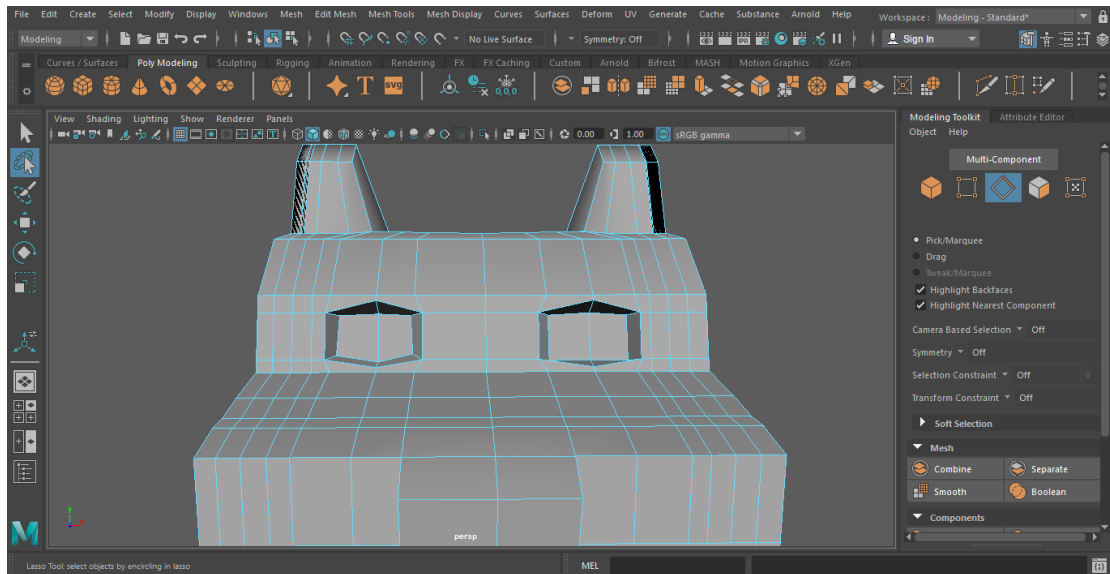 File Edit Create Select Modify Display Windows Mesh Edit Mesh Mesh Tools Mesh Display Curves Surfaces Deform UV Generate Cache Substance Arnold Help Workspace: Modeling - Standard*
Modeling No Live Surface Symmetry: Off Sign In
Curves / Surfaces Poly Modeling Sculpting Rigging Animation Rendering FX FX Caching Custom Arnold Bifrost MASH Motion Graphics XGen
T svg 0,0,0
View Shading Lighting Show Renderer Panels
0.00 1.00 sRGB gamma
Modeling Toolkit Attribute Editor
Object Help
Multi-Component
Pick/Marquee
Drag
Tweak/Marquee
Highlight Backfaces
Highlight Nearest Component
Camera Based Selection Off
Symmetry Off
Selection Constraint Off 0
Transform Constraint Off
Soft Selection
Mesh
Combine Separate
Smooth Boolean
Components
y
z x
persp
M
Lasso Tool: select objects by encircling in lasso MEL